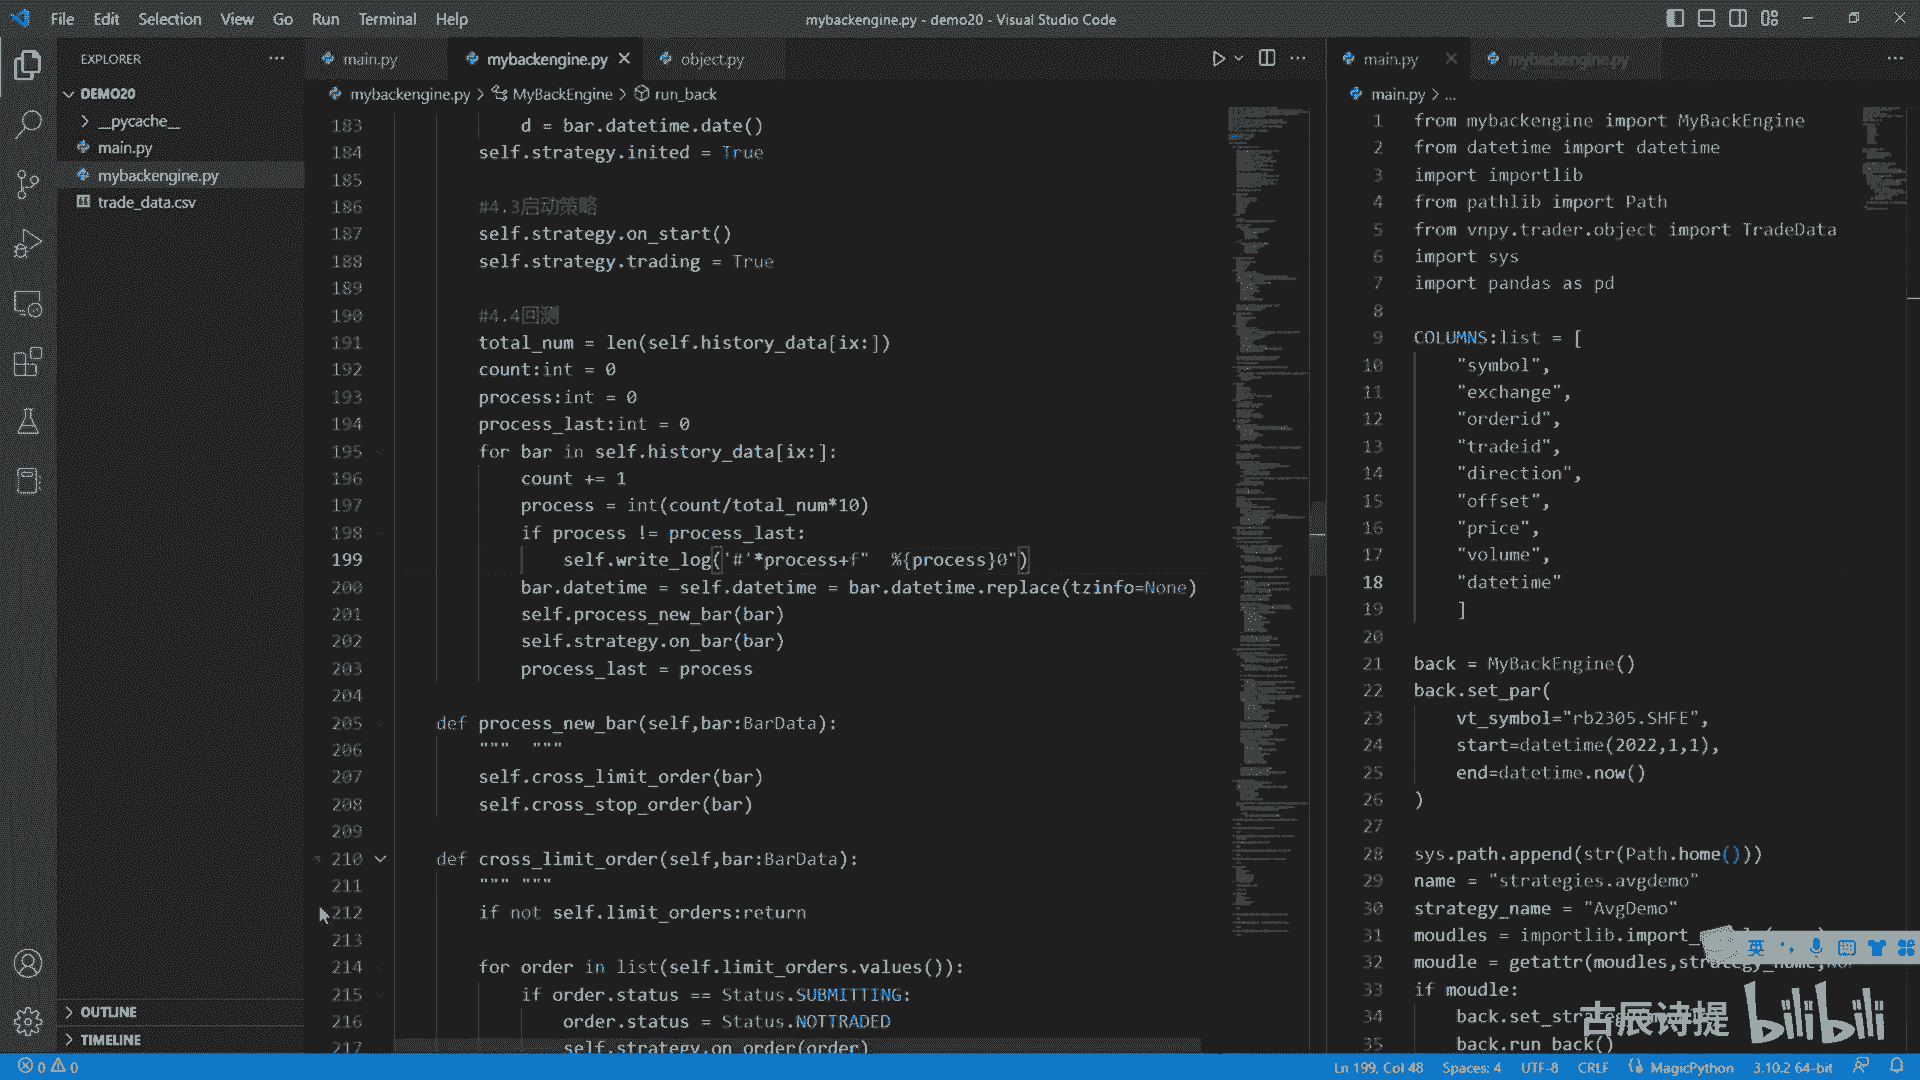 File Edit Selection View Go Run Terminal Help
mybackengine.py - demo20 - Visual Studio Code
EXPLORER
DEMO20
__pycache__
main.py
mybackengine.py
trade_data.csv
OUTLINE
TIMELINE
main.py mybackengine.py object.py
mybackengine.py > MyBackEngine > run_back
183 d = bar.datetime.date()
184 self.strategy.inited = True
185
186 #4.3启动策略
187 self.strategy.on_start()
188 self.strategy.trading = True
189
190 #4.4回测
191 total_num = len(self.history_data[ix:])
192 count:int = 0
193 process:int = 0
194 process_last:int = 0
195 for bar in self.history_data[ix:]:
196 count += 1
197 process = int(count/total_num*10)
198 if process != process_last:
199 self.write_log('#'*process+f"  %{process}0")
200 bar.datetime = self.datetime = bar.datetime.replace(tzinfo=None)
201 self.process_new_bar(bar)
202 self.strategy.on_bar(bar)
203 process_last = process
204
205 def process_new_bar(self,bar:BarData):
206 """  """
207 self.cross_limit_order(bar)
208 self.cross_stop_order(bar)
209
210 def cross_limit_order(self,bar:BarData):
211 """ """
212 if not self.limit_orders:return
213
214 for order in list(self.limit_orders.values()):
215 if order.status == Status.SUBMITTING:
216 order.status = Status.NOTTRADED
217 self.strategy.on_order(order)
main.py mybackengine.py
main.py > ...
1 from mybackengine import MyBackEngine
2 from datetime import datetime
3 import importlib
4 from pathlib import Path
5 from vnpy.trader.object import TradeData
6 import sys
7 import pandas as pd
8
9 COLUMNS:list = [
10 "symbol",
11 "exchange",
12 "orderid",
13 "tradeid",
14 "direction",
15 "offset",
16 "price",
17 "volume",
18 "datetime"
19 ]
20
21 back = MyBackEngine()
22 back.set_par(
23 vt_symbol="rb2305.SHFE",
24 start=datetime(2022,1,1),
25 end=datetime.now()
26 )
27
28 sys.path.append(str(Path.home()))
29 name = "strategies.avgdemo"
30 strategy_name = "AvgDemo"
31 moudles = importlib.import_
32 moudle = getattr(moudles,strategy_name,
33 if moudle:
34 back.set_str
35 back.run_back()
英
古辰诗提 bilibili
0 0
Ln 199, Col 48 Spaces: 4 UTF-8 CRLF MagicPython 3.10.2 64-bit